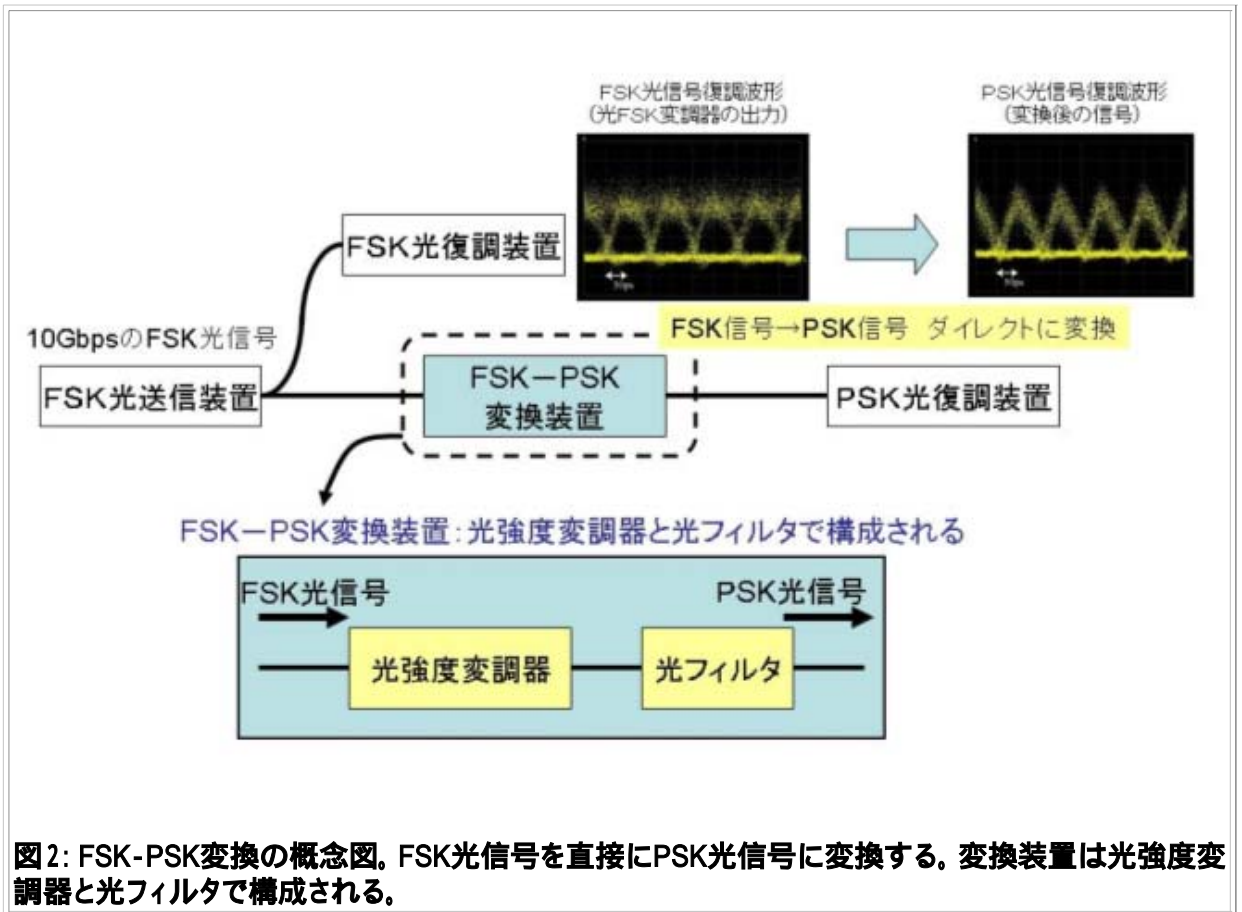 FSK光信号復調波形
(光FSK変調器の出力)
PSK光信号復調波形
(変換後の信号)
FSK光復調装置
FSK信号→PSK信号 ダイレクトに変換
10GbpsのFSK光信号
FSK光送信装置
FSK－PSK
変換装置
PSK光復調装置
FSK－PSK変換装置：光強度変調器と光フィルタで構成される
FSK光信号
PSK光信号
光強度変調器
光フィルタ
図2: FSK-PSK変換の概念図。FSK光信号を直接にPSK光信号に変換する。変換装置は光強度変
調器と光フィルタで構成される。